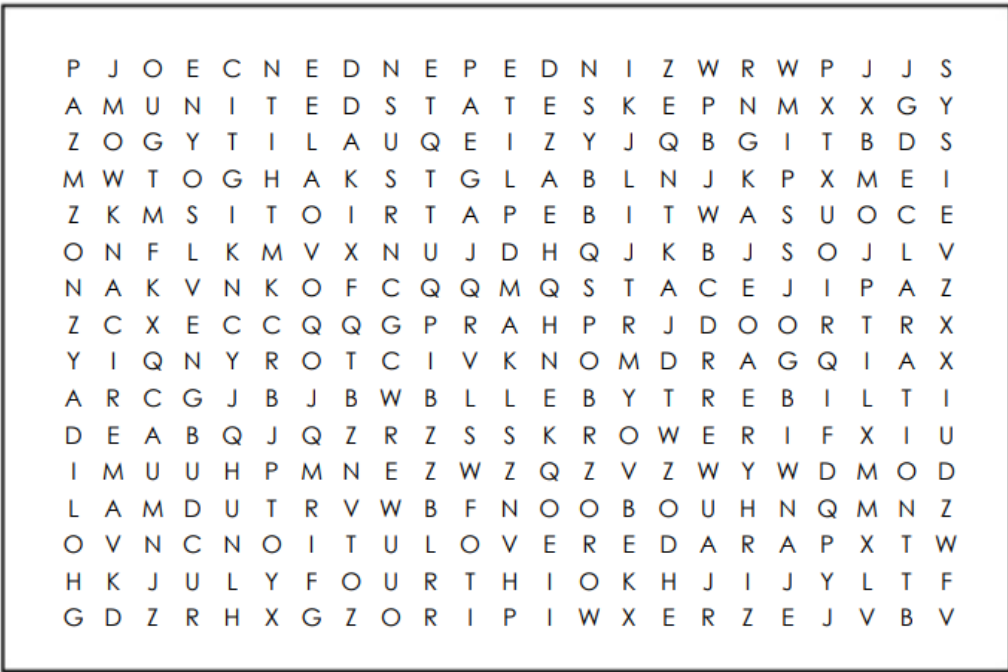 P J O E C N E D N E P E D N I Z W R W P J J S
A M U N I T E D S T A T E S K E P N M X X G Y
Z O G Y T I L A U Q E I Z Y J Q B G I T B D S
M W T O G H A K S T G L A B L N J K P X M E I
Z K M S I T O I R T A P E B I T W A S U O C E
O N F L K M V X N U J D H Q J K B J S O J L V
N A K V N K O F C Q Q M Q S T A C E J I P A Z
Z C X E C C Q Q G P R A H P R J D O O R T R X
Y I Q N Y R O T C I V K N O M D R A G Q I A X
A R C G J B J B W B L L E B Y T R E B I L T I
D E A B Q J Q Z R Z S S K R O W E R I F X I U
I M U U H P M N E Z W Z Q Z V Z W Y W D M O D
L A M D U T R V W B F N O O B O U H N Q M N Z
O V N C N O I T U L O V E R E D A R A P X T W
H K J U L Y F O U R T H I O K H J I J Y L T F
G D Z R H X G Z O R I P I W X E R Z E J V B V